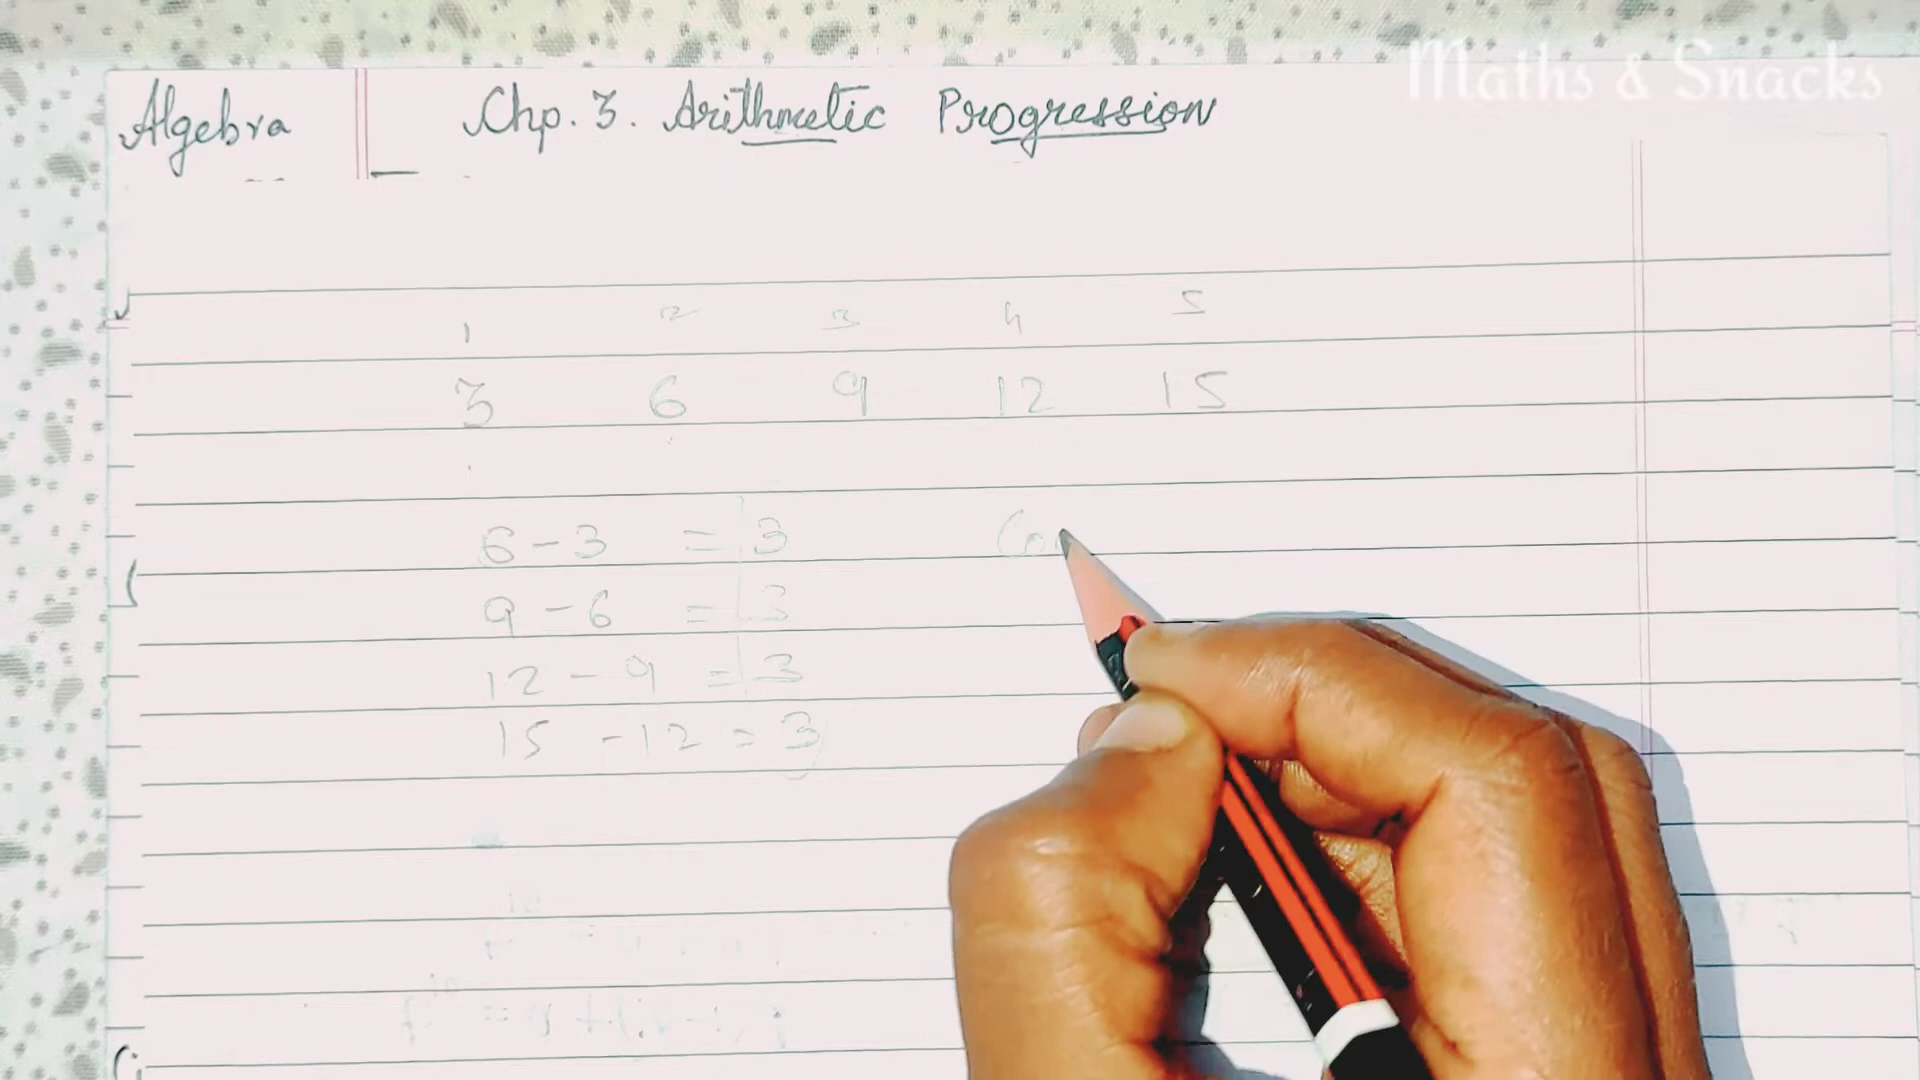 Maths & Snacks
Algebra Chp. 3. Arithmetic Progression
1 2 3 4 5
3 6 9 12 15
6 - 3 = 3
9 - 6 = 3
12 - 9 = 3
15 - 12 = 3